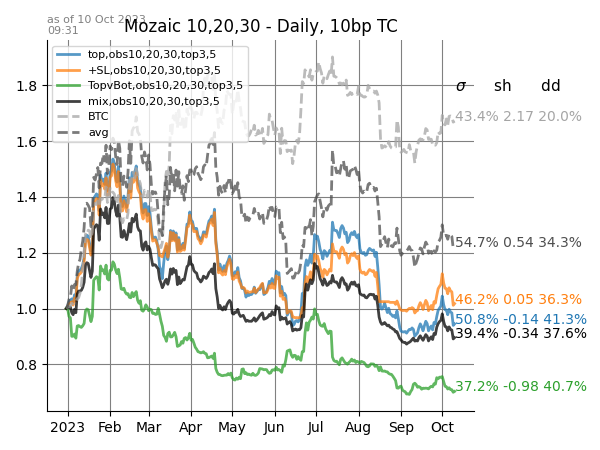 as of 10 Oct 2023
09:31
Mozaic 10,20,30 - Daily, 10bp TC
top,obs10,20,30,top3,5
+SL,obs10,20,30,top3,5
TopvBot,obs10,20,30,top3,5
mix,obs10,20,30,top3,5
BTC
avg
σ sh dd
43.4% 2.17 20.0%
54.7% 0.54 34.3%
46.2% 0.05 36.3%
50.8% -0.14 41.3%
39.4% -0.34 37.6%
37.2% -0.98 40.7%
1.8
1.6
1.4
1.2
1.0
0.8
2023 Feb Mar Apr May Jun Jul Aug Sep Oct